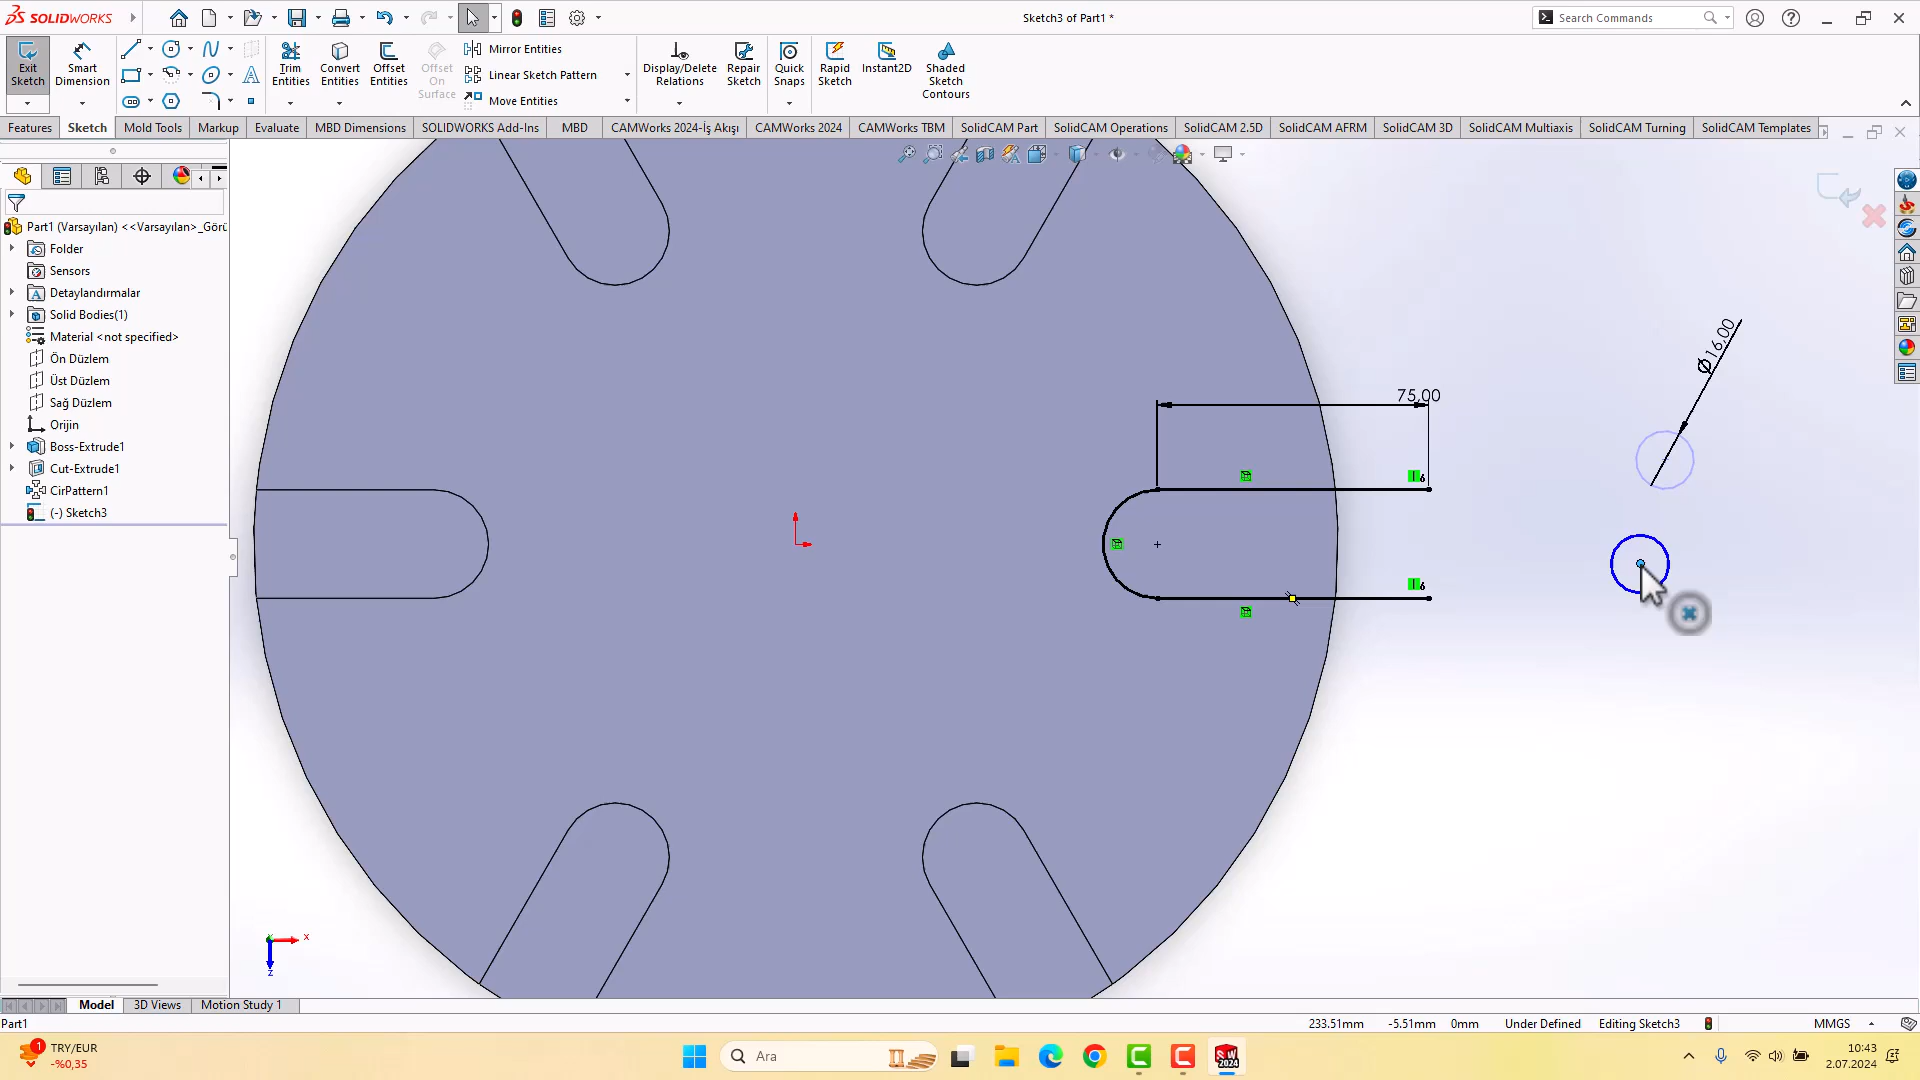 SOLIDWORKS
Sketch3 of Part1 *
Search Commands
Exit Sketch
Smart Dimension
Trim Entities
Convert Entities
Offset Entities
Offset On Surface
Mirror Entities
Linear Sketch Pattern
Move Entities
Display/Delete Relations
Repair Sketch
Quick Snaps
Rapid Sketch
Instant2D
Shaded Sketch Contours
Features
Sketch
Mold Tools
Markup
Evaluate
MBD Dimensions
SOLIDWORKS Add-Ins
MBD
CAMWorks 2024-İş Akışı
CAMWorks 2024
CAMWorks TBM
SolidCAM Part
SolidCAM Operations
SolidCAM 2.5D
SolidCAM AFRM
SolidCAM 3D
SolidCAM Multiaxis
SolidCAM Turning
SolidCAM Templates
Part1 (Varsayılan) <<Varsayılan>_Görü
Folder
Sensors
Detaylandırmalar
Solid Bodies(1)
Material <not specified>
Ön Düzlem
Üst Düzlem
Sağ Düzlem
Orijin
Boss-Extrude1
Cut-Extrude1
CirPattern1
(-) Sketch3
Ø16,00
75,00
6
6
x
z
Model
3D Views
Motion Study 1
Part1
233.51mm
-5.51mm
0mm
Under Defined
Editing Sketch3
MMGS
1
TRY/EUR
-%0,35
Ara
SW
2024
10:43
2.07.2024